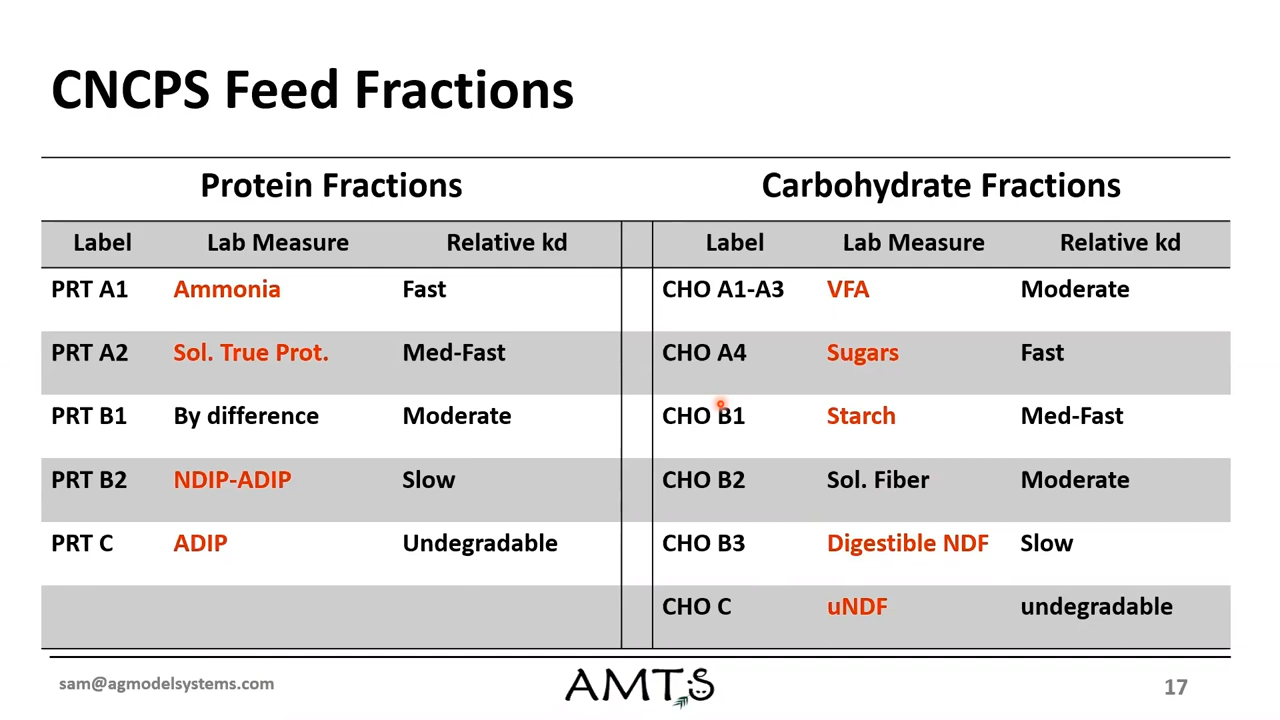 CNCPS Feed Fractions
Protein Fractions Carbohydrate Fractions
Label Lab Measure Relative kd Label Lab Measure Relative kd
PRT A1 Ammonia Fast CHO A1-A3 VFA Moderate
PRT A2 Sol. True Prot. Med-Fast CHO A4 Sugars Fast
PRT B1 By difference Moderate CHO B1 Starch Med-Fast
PRT B2 NDIP-ADIP Slow CHO B2 Sol. Fiber Moderate
PRT C ADIP Undegradable CHO B3 Digestible NDF Slow
CHO C uNDF undegradable
sam@agmodelsystems.com AMTS 17